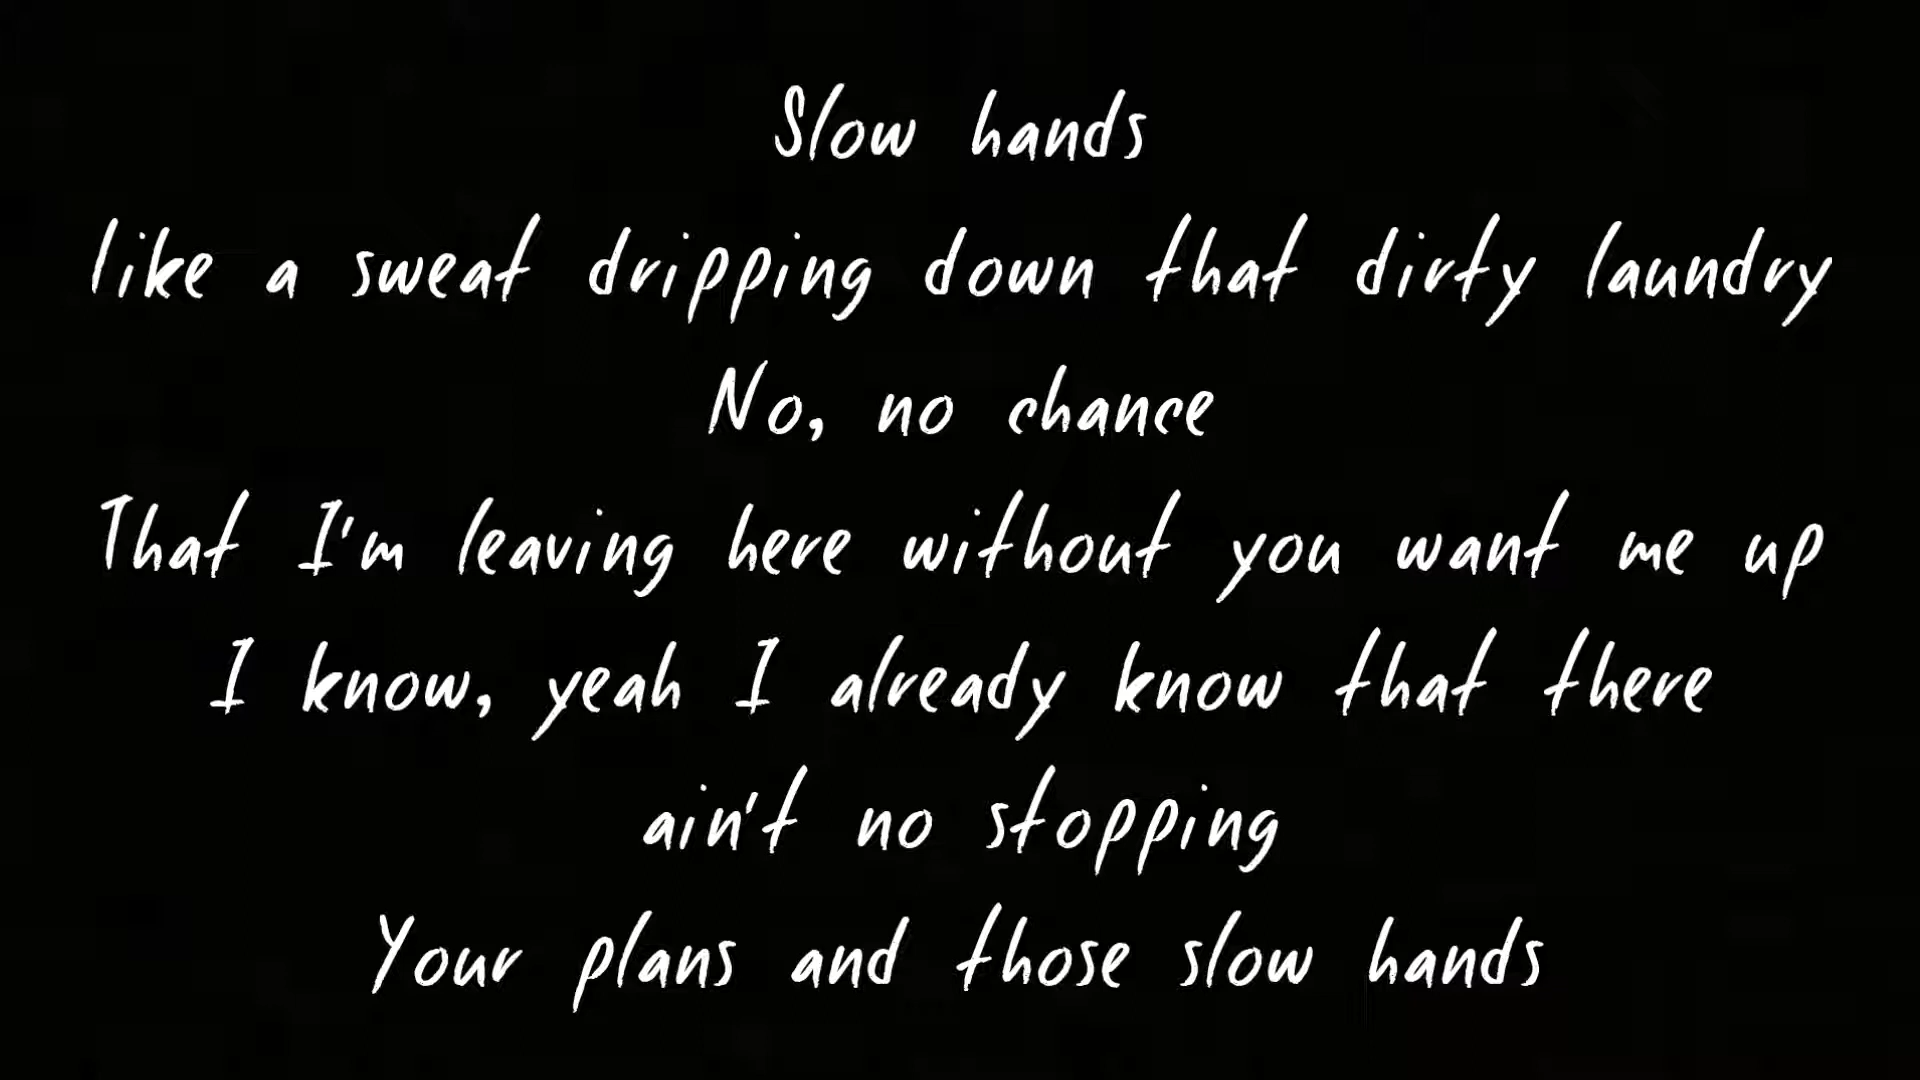 Slow hands
like a sweat dripping down that dirty laundry
No, no chance
That I'm leaving here without you want me up
I know, yeah I already know that there
ain't no stopping
Your plans and those slow hands